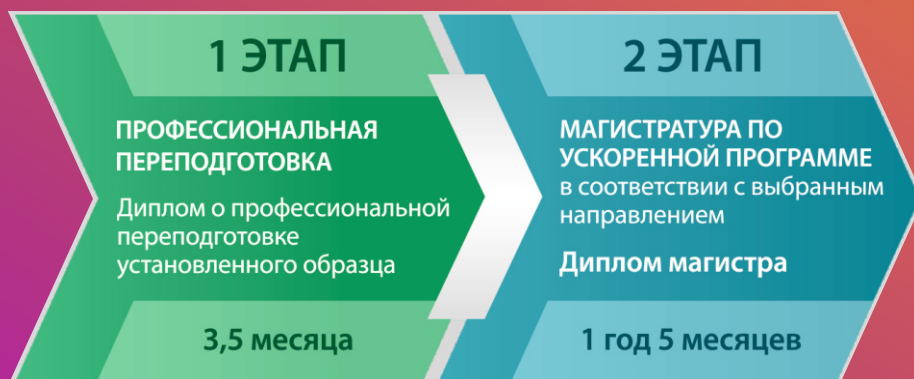 1 ЭТАП
ПРОФЕССИОНАЛЬНАЯ
ПЕРЕПОДГОТОВКА
Диплом о профессиональной
переподготовке
установленного образца
3,5 месяца
2 ЭТАП
МАГИСТРАТУРА ПО
УСКОРЕННОЙ ПРОГРАММЕ
в соответствии с выбранным
направлением
Диплом магистра
1 год 5 месяцев